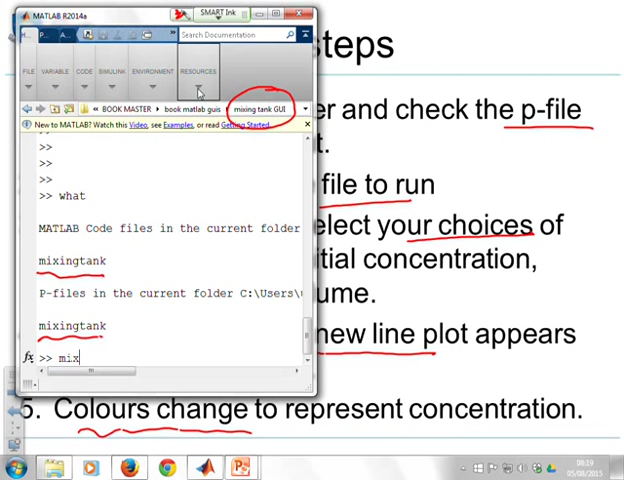 MATLAB R2014a
SMART Ink
steps
Search Documentation
FILE VARIABLE CODE SIMULINK ENVIRONMENT RESOURCES
BOOK MASTER book matlab guis mixing tank GUI
er and check the p-file
New to MATLAB? Watch this Video, see Examples, or read Getting Started.
t.
>>
>>
>>
>>
>> what
file to run
MATLAB Code files in the current folder
elect your choices of
mixingtank
itial concentration,
P-files in the current folder C:\Users\
ume.
mixingtank
new line plot appears
fx >> mix
5. Colours change to represent concentration.
08:19
05/08/2015